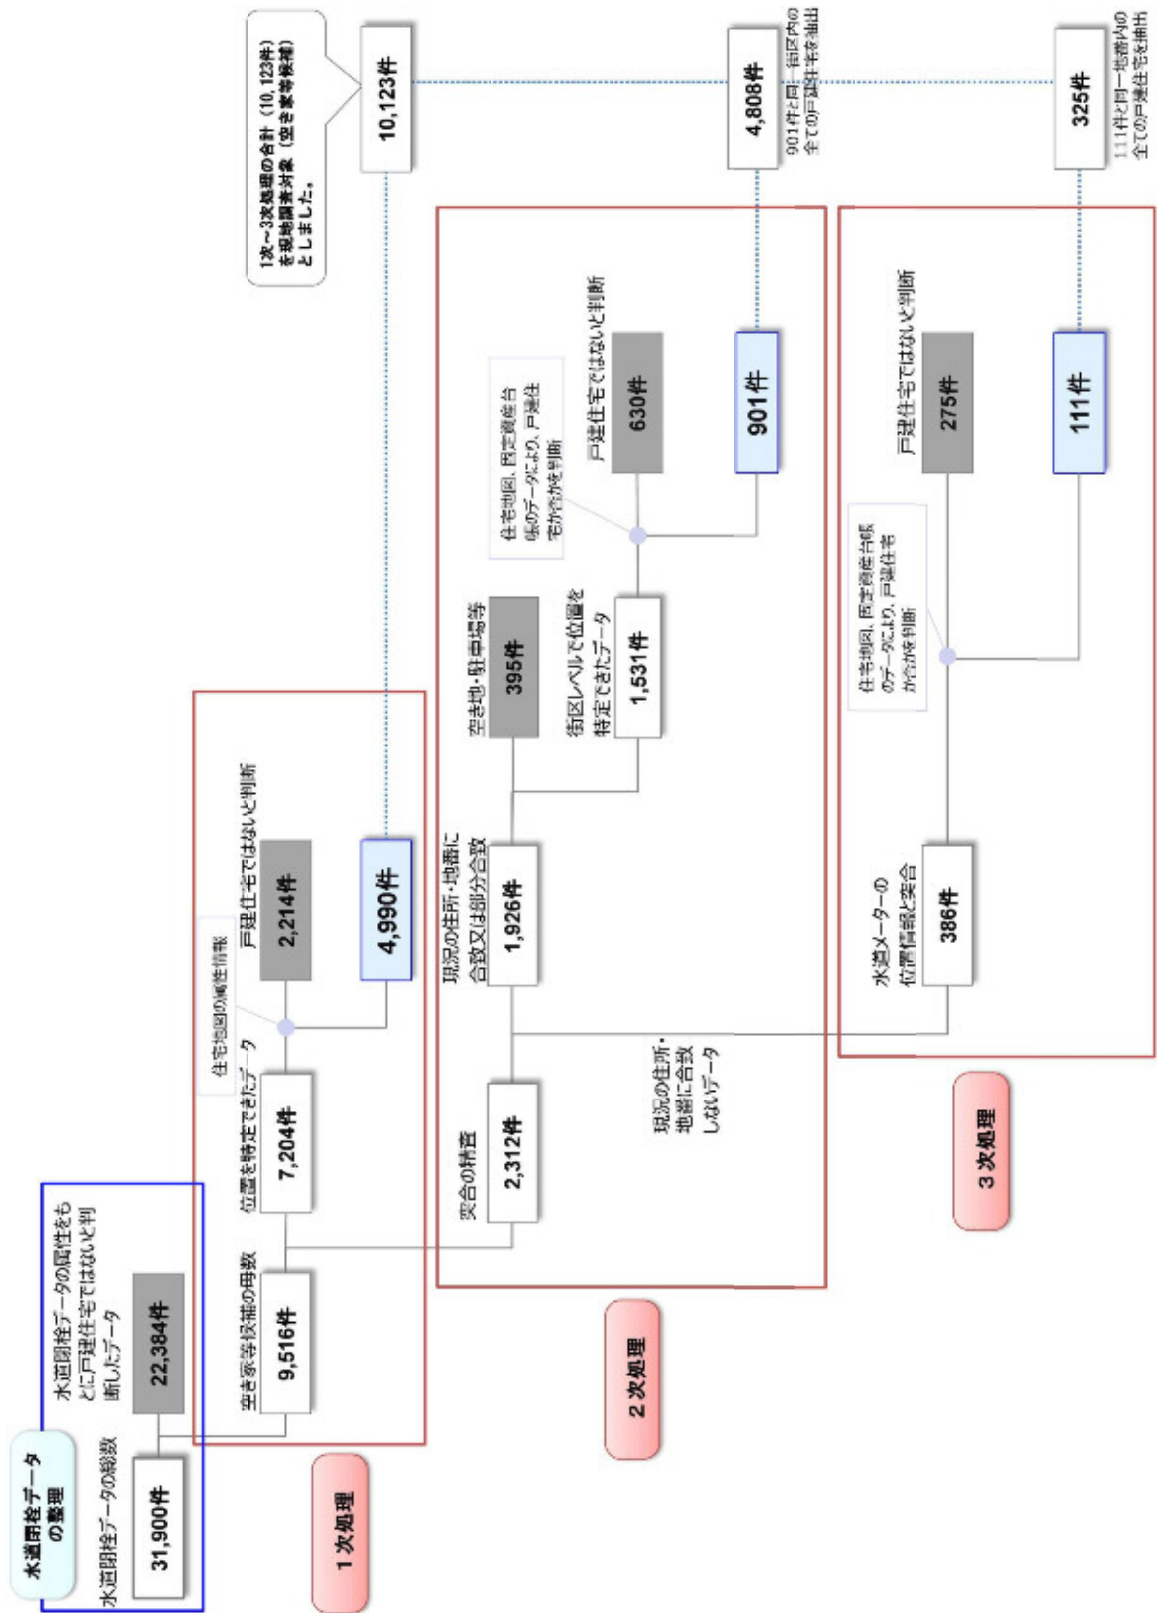 水道閉栓データ
の整理
水道閉栓データの総数
31,900件
水道閉栓データの属性をも
とに戸建住宅ではないと判
断したデータ
22,384件
1次処理
空き家等候補の母数
9,516件
位置を特定できたデータ
7,204件
住宅地図の属性情報
戸建住宅ではないと判断
2,214件
4,990件
1次～3次処理の合計（10,123件）
を現地調査対象（空き家等候補）
としました。
10,123件
2次処理
突合の精査
2,312件
現況の住所・地番に
合致又は部分合致
1,926件
空き地・駐車場等
395件
街区レベルで位置を
特定できたデータ
1,531件
住宅地図、固定資産台
帳のデータにより、戸建住
宅か否かを判断
戸建住宅ではないと判断
630件
901件
4,808件
901件と同一街区内の
全ての戸建住宅を抽出
現況の住所・
地番に合致
しないデータ
3次処理
水道メーターの
位置情報と突合
386件
住宅地図、固定資産台帳
のデータにより、戸建住宅
か否かを判断
戸建住宅ではないと判断
275件
111件
325件
111件と同一地番内の
全ての戸建住宅を抽出